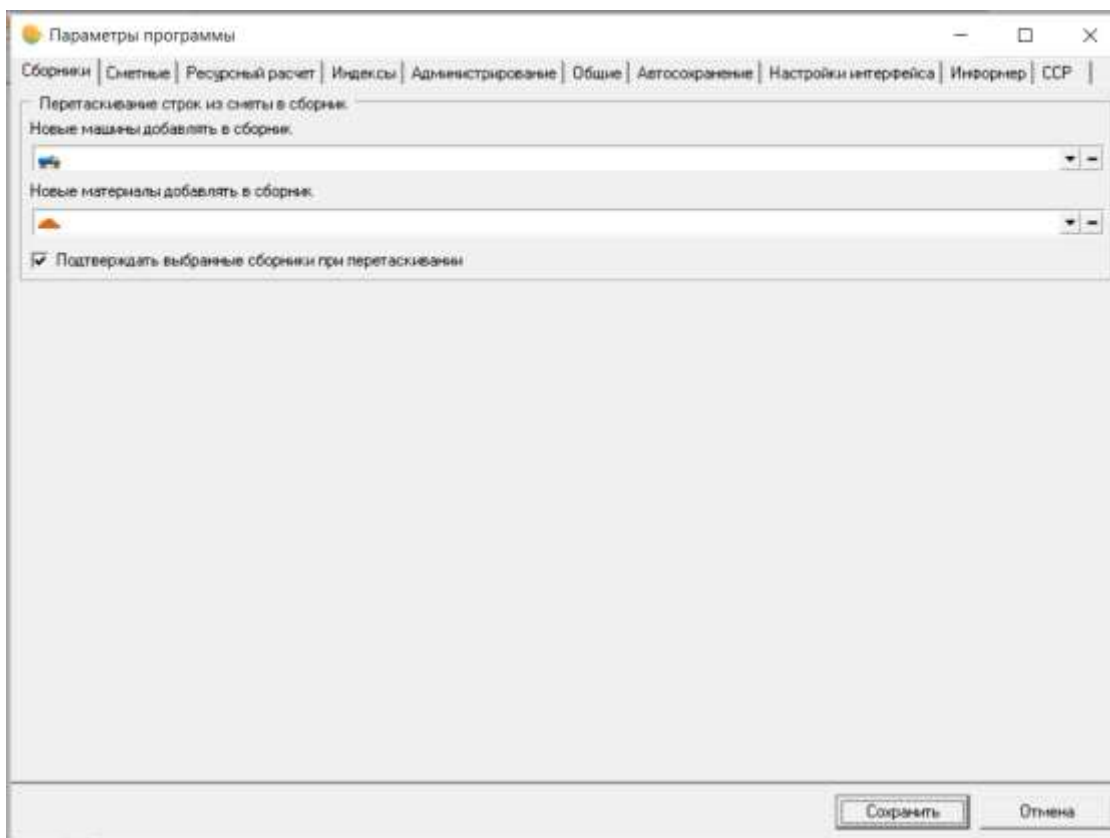 Параметры программы
Сборники Сметные Ресурсный расчет Индексы Администрирование Общие Автосохранение Настройки интерфейса Информер ССР
Перетаскивание строк из сметы в сборник
Новые машины добавлять в сборник
Новые материалы добавлять в сборник
Подтверждать выбранные сборники при перетаскивании
Сохранить Отмена